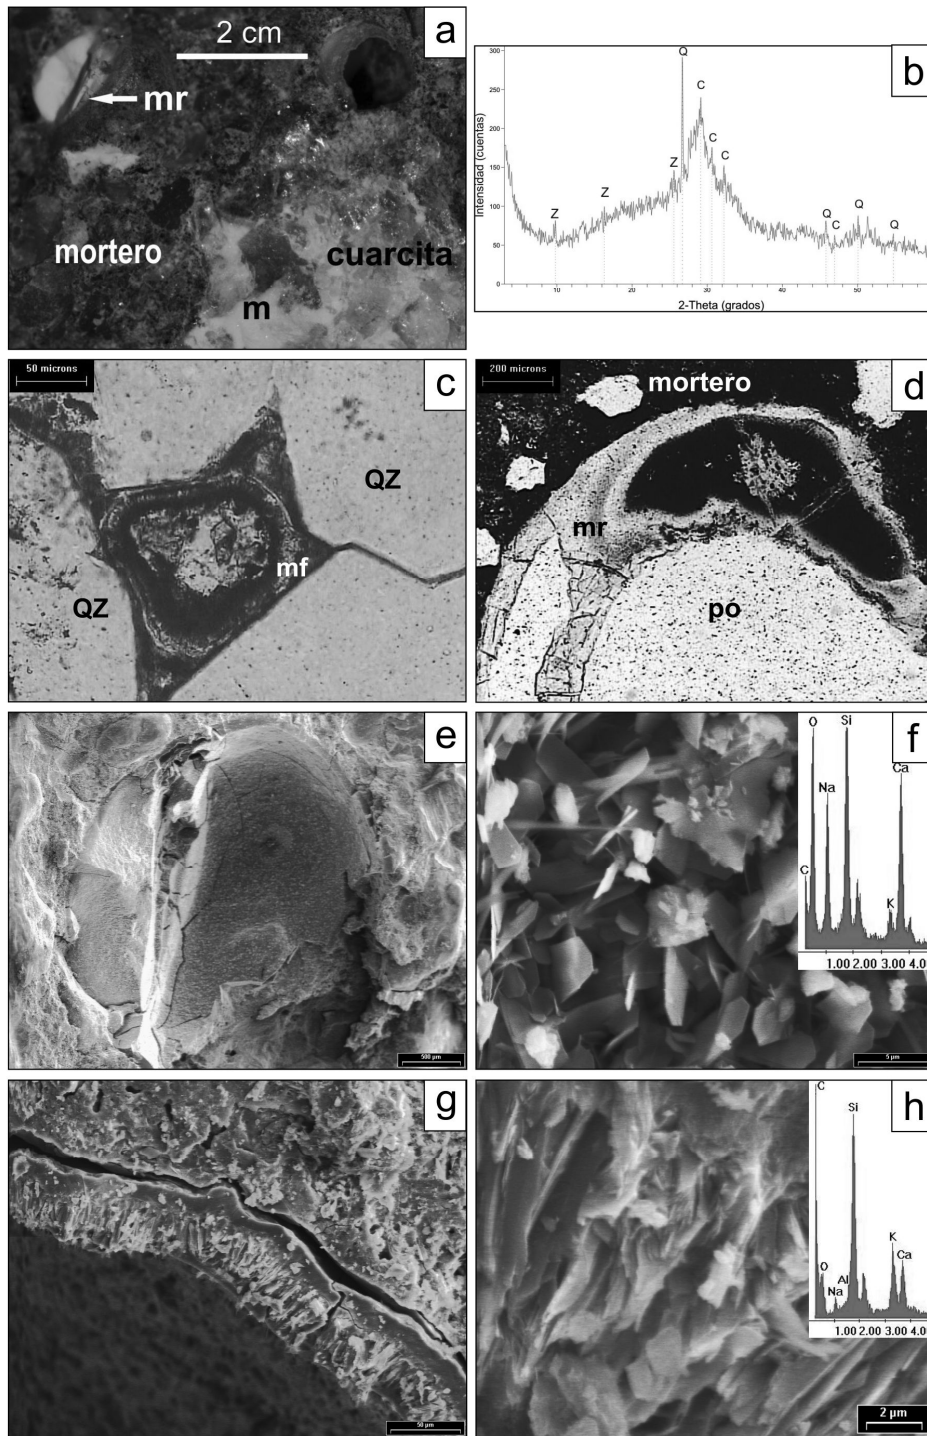 a
2 cm
mr
mortero
cuarcita
m
b
Intensidad (cuentas)
300
250
200
150
100
50
0
Q
C
C
C
Z
Z
Z
Q
C
Q
Q
10
20
30
40
50
2-Theta (grados)
c
50 microns
QZ
mf
QZ
d
200 microns
mortero
mr
po
e
500 µm
f
O
Si
Na
Ca
C
K
1.00 2.00 3.00 4.0
5 µm
g
50 µm
h
C
Si
K
O
Al
Ca
Na
1.00 2.00 3.00 4.0
2 µm